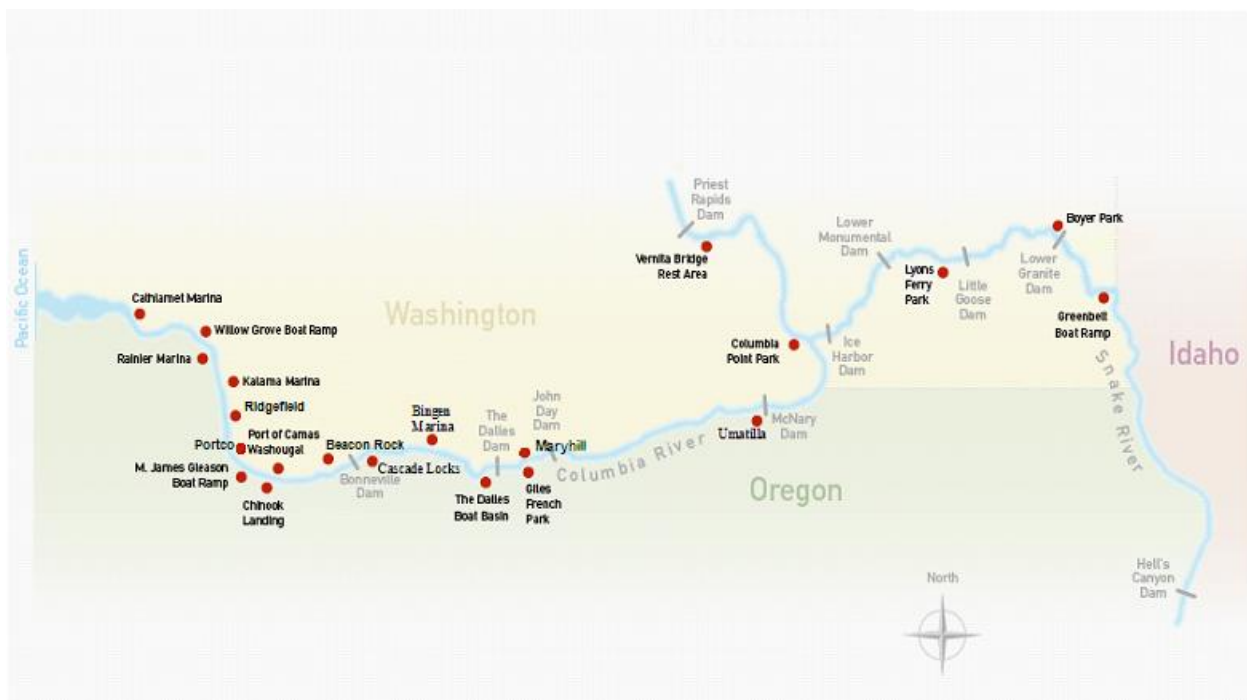 Priest
Rapids
Dam
Vernita Bridge
Rest Area
Lower
Monumental
Dam
Boyer Park
Lyons
Ferry
Park
Little
Goose
Dam
Lower
Granite
Dam
Greenbelt
Boat Ramp
Pacific Ocean
Cathlamet Marina
Washington
Willow Grove Boat Ramp
Rainier Marina
Columbia
Point Park
Ice
Harbor
Dam
Idaho
Snake River
Kalama Marina
Ridgefield
Bingen
Marina
The
Dalles
Dam
John
Day
Dam
Umatilla
McNary
Dam
Portco
Port of Camas
Washougal
Beacon Rock
Maryhill
Columbia River
M. James Gleason
Boat Ramp
Cascade Locks
Bonneville
Dam
Chinook
Landing
The Dalles
Boat Basin
Giles
French
Park
Oregon
Hell's
Canyon
Dam
North